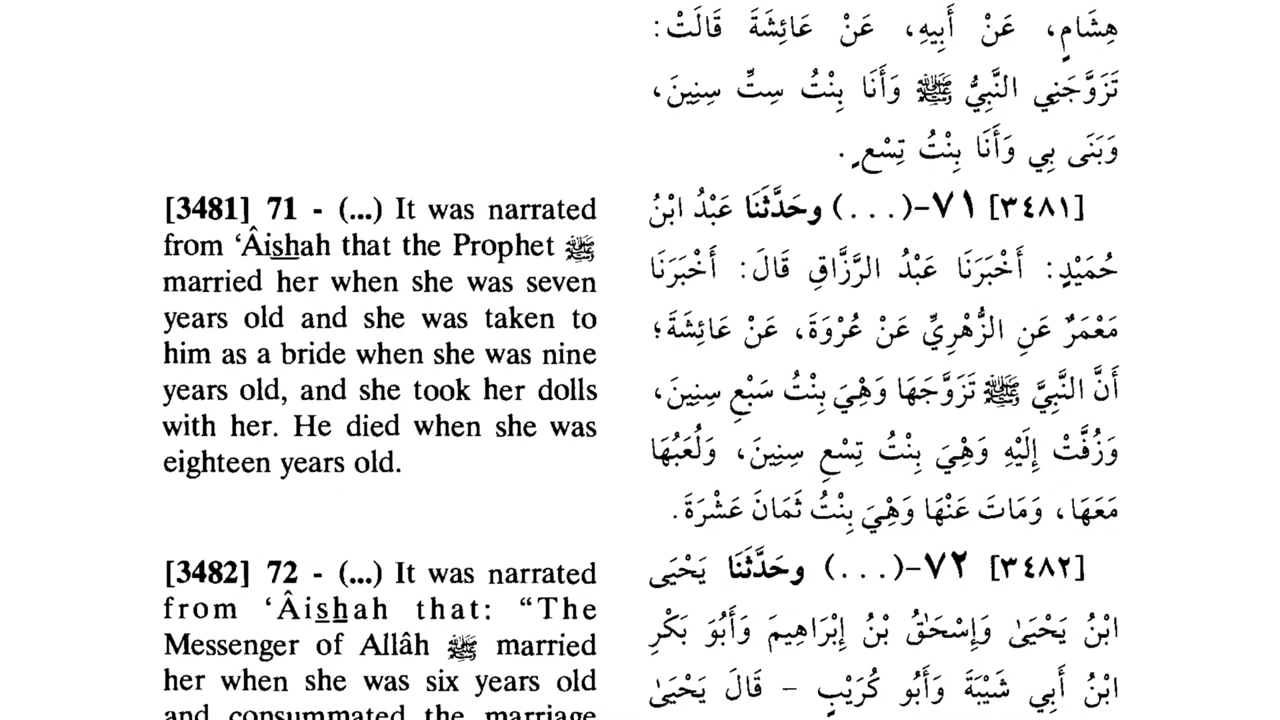 هِشَامٍ، عَنْ أَبِيهِ، عَنْ عَائِشَةَ قَالَتْ:
تَزَوَّجَنِي النَّبِيُّ ﷺ وَأَنَا بِنْتُ سِتِّ سِنِينَ،
وَبَنَى بِي وَأَنَا بِنْتُ تِسْعٍ.
[3481] 71 - (...) It was narrated
from ‘Âishah that the Prophet ﷺ
married her when she was seven
years old and she was taken to
him as a bride when she was nine
years old, and she took her dolls
with her. He died when she was
eighteen years old.
[٣٤٨١] ٧١-(...) وحَدَّثَنَا عَبْدُ ابْنُ
حُمَيْدٍ: أَخْبَرَنَا عَبْدُ الرَّزَّاقِ قَالَ: أَخْبَرَنَا
مَعْمَرٌ عَنِ الزُّهْرِيِّ عَنْ عُرْوَةَ، عَنْ عَائِشَةَ؛
أَنَّ النَّبِيَّ ﷺ تَزَوَّجَهَا وَهِيَ بِنْتُ سَبْعِ سِنِينَ،
وَزُفَّتْ إِلَيْهِ وَهِيَ بِنْتُ تِسْعِ سِنِينَ، وَلُعَبُهَا
مَعَهَا، وَمَاتَ عَنْهَا وَهِيَ بِنْتُ ثَمَانَ عَشْرَةَ.
[3482] 72 - (...) It was narrated
from ‘Âishah that: “The
Messenger of Allâh ﷺ married
her when she was six years old
and consummated the marriage
[٣٤٨٢] ٧٢-(...) وحَدَّثَنَا يَحْيَى
ابْنُ يَحْيَىٰ وَإِسْحَٰقُ بْنُ إِبْرَاهِيمَ وَأَبُو بَكْرِ
ابْنُ أَبِي شَيْبَةَ وَأَبُو كُرَيْبٍ - قَالَ يَحْيَىٰ